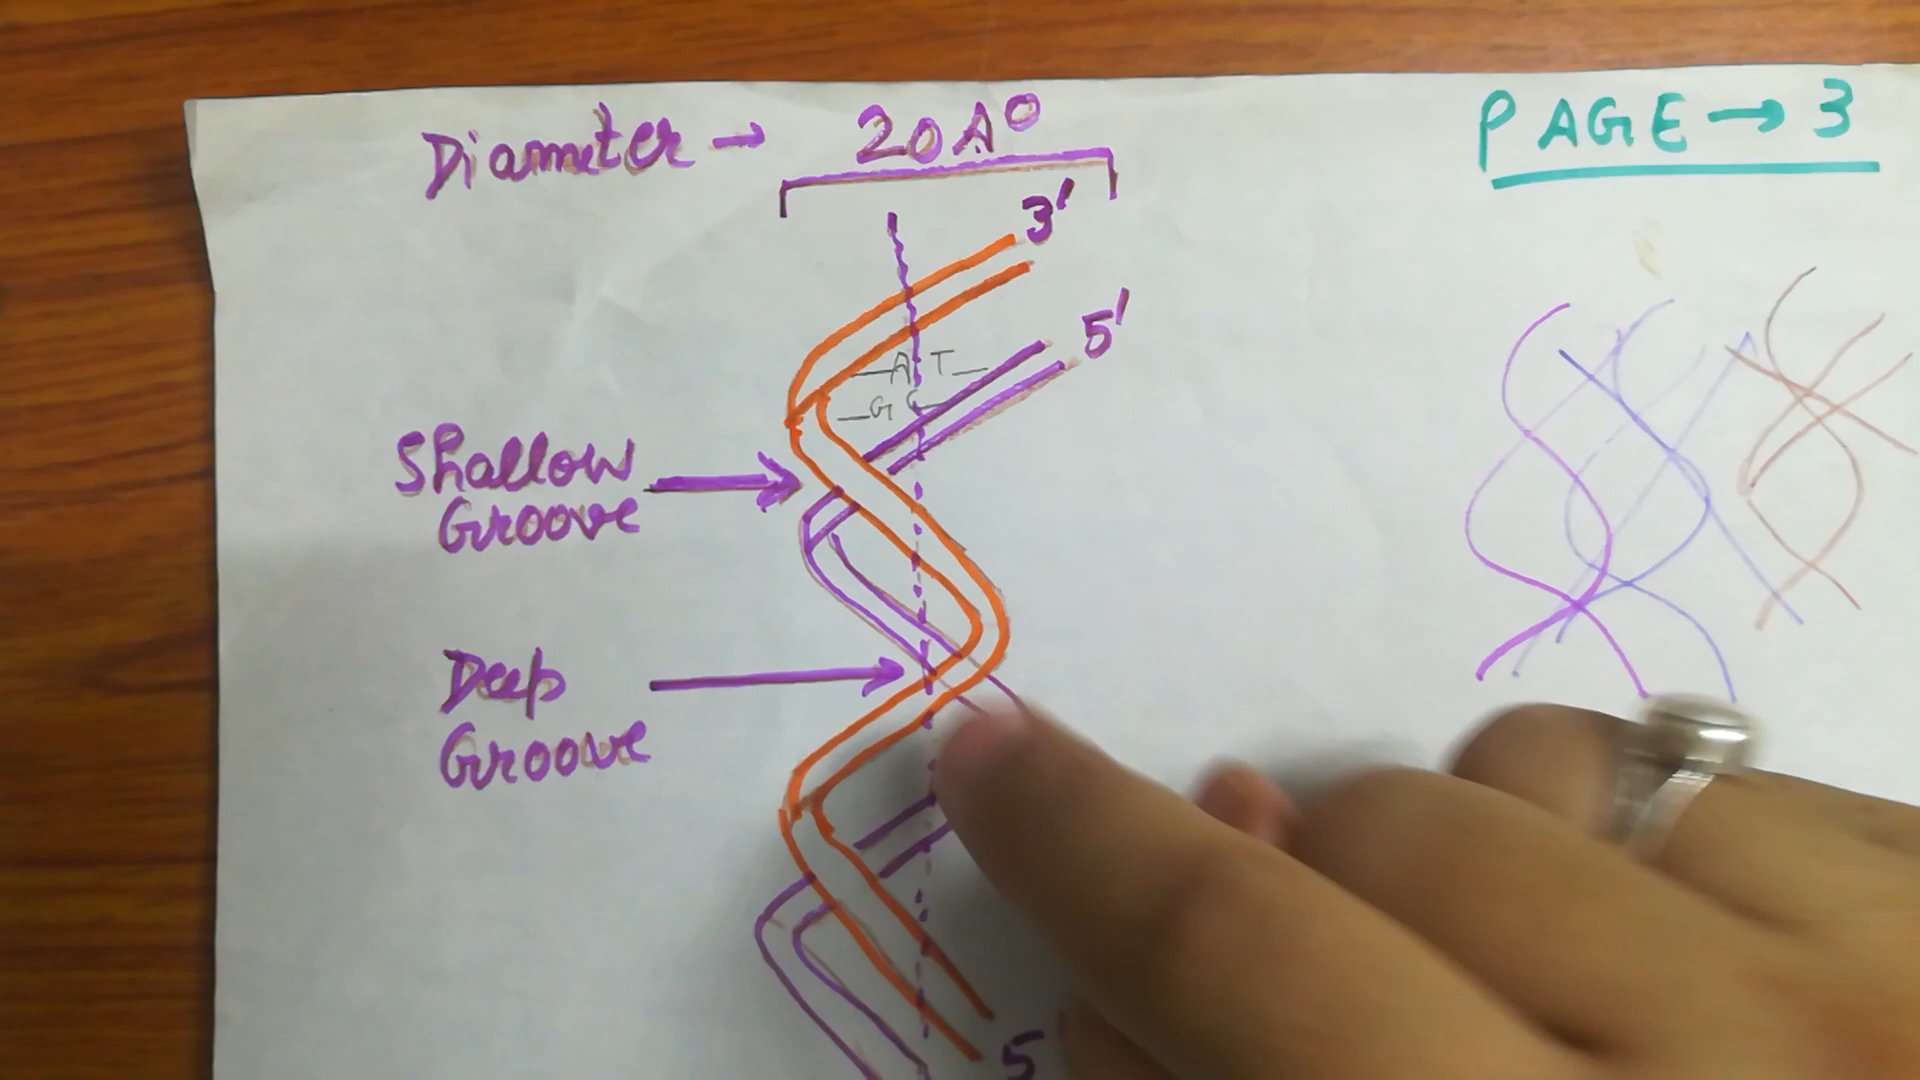 Diameter → 20A°
PAGE → 3
3'
5'
A T
G C
Shallow
Groove
Deep
Groove
5